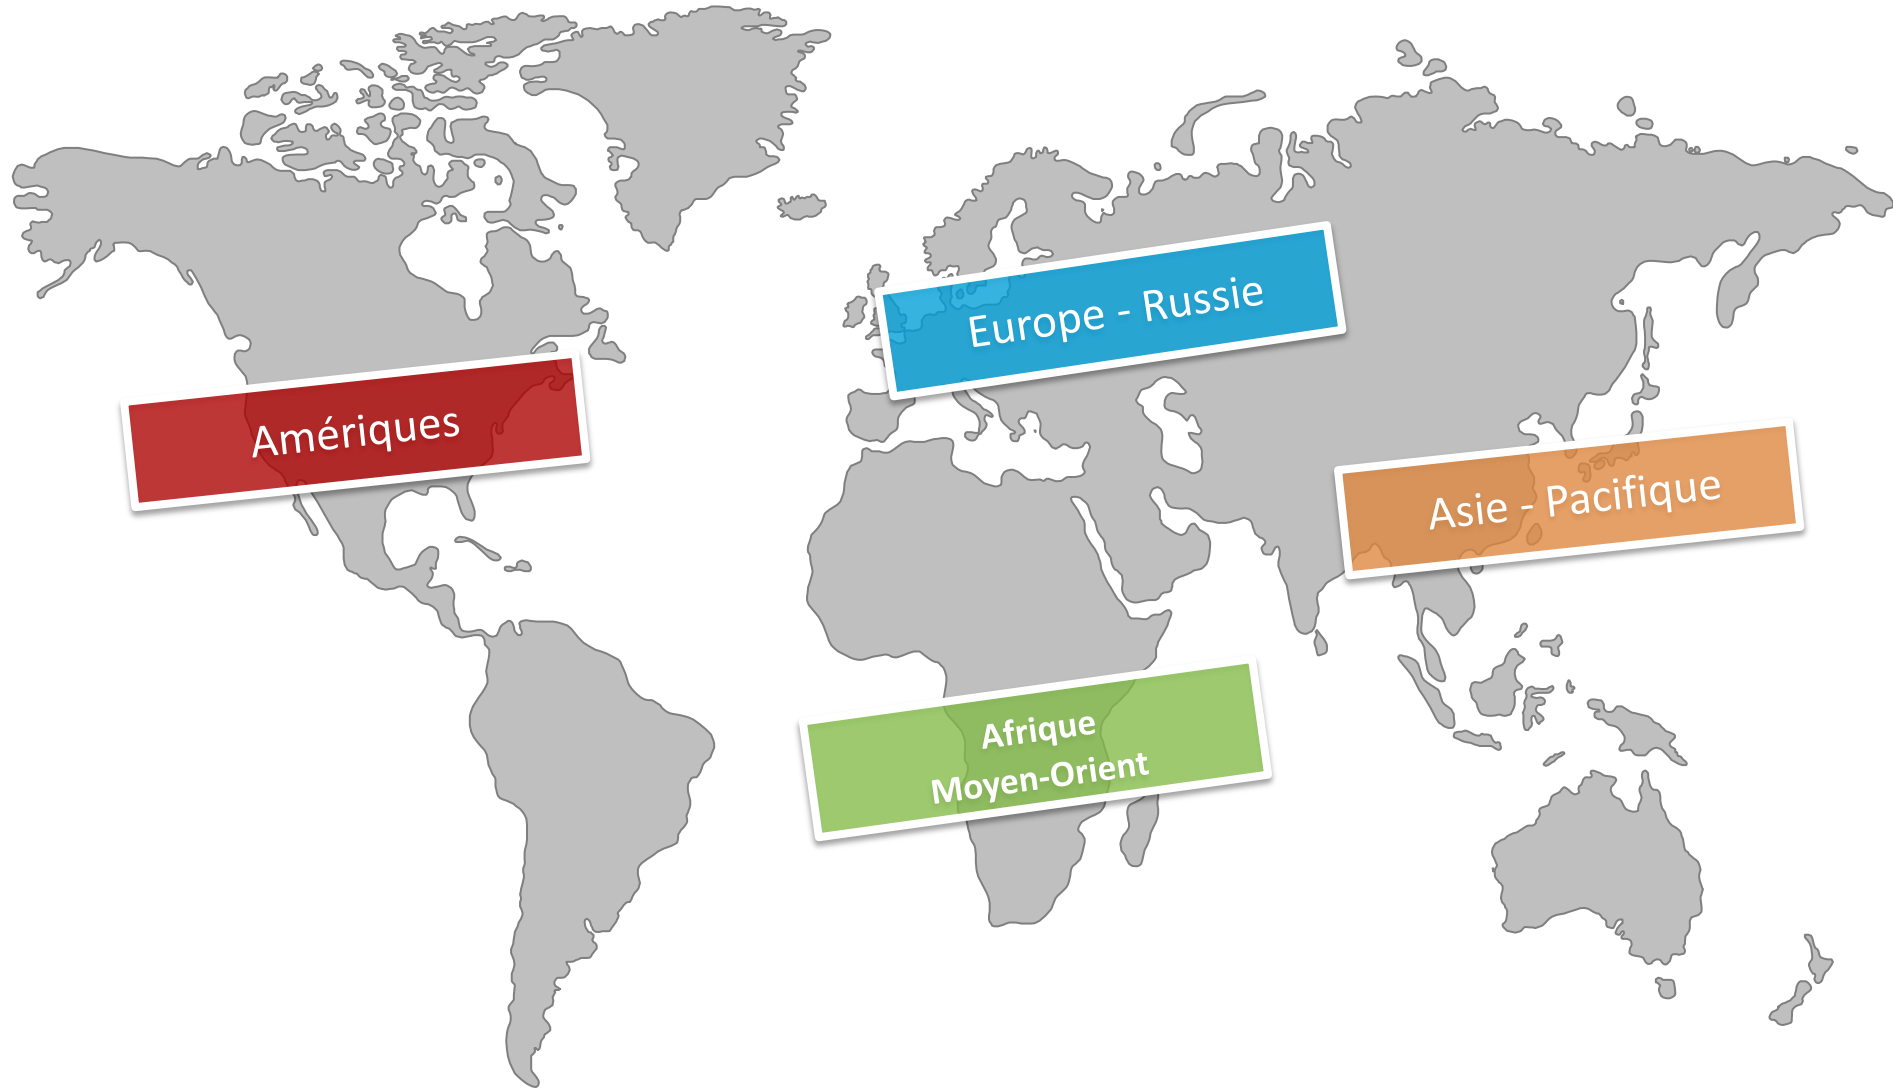 Europe - Russie
Amériques
Asie - Pacifique
Afrique
Moyen-Orient